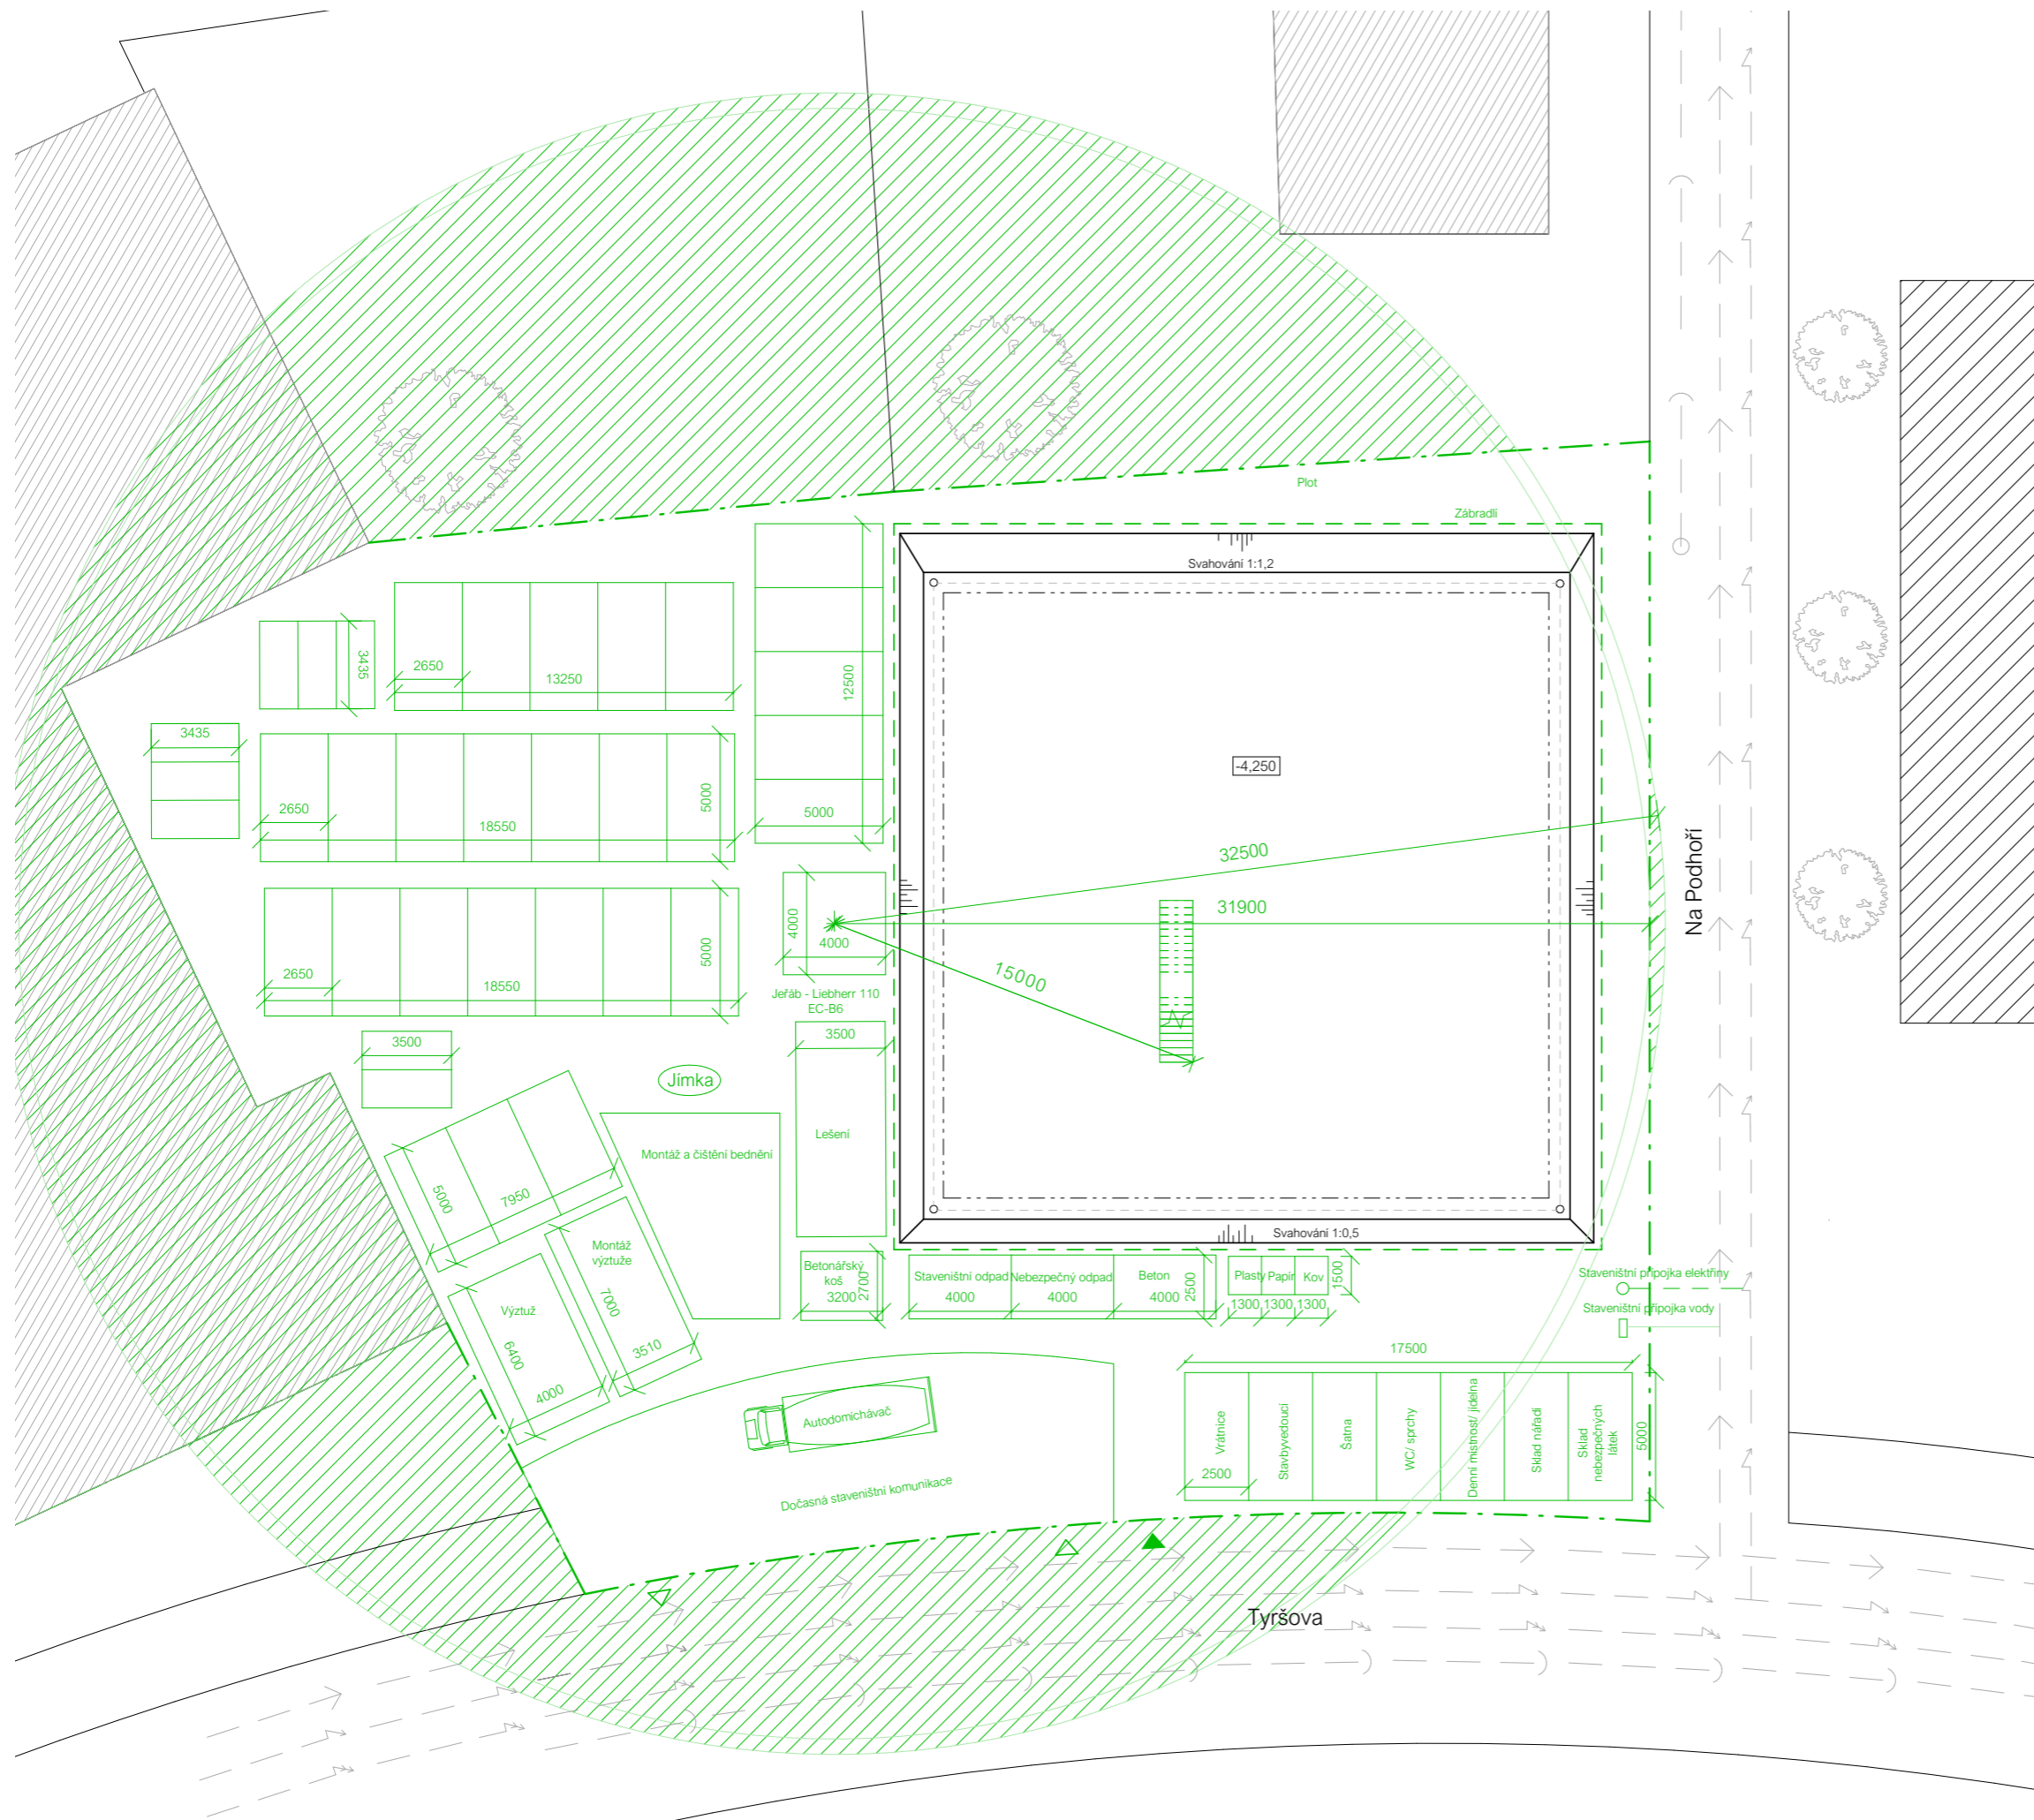 Plot
Zábradlí
Svahování 1:1,2
3435
2650
13250
12500
3435
-4,250
2650
18550
5000
5000
32500
Na Podhoří
31900
4000
4000
2650
18550
5000
15000
Jeřáb - Liebherr 110
EC-B6
3500
3500
Jímka
Lešení
Montáž a čištění bednění
5000
7950
Svahování 1:0,5
Montáž
výztuže
Betonářský
koš
3200
2700
Staveništní odpad
4000
Nebezpečný odpad
4000
Beton
4000
2500
Plasty
Papír
Kov
1500
1300
1300
1300
Staveništní přípojka elektřiny
Staveništní přípojka vody
Výztuž
7000
6400
3510
4000
17500
Autodomíchávač
Vrátnice
Stavbyvedoucí
Šatna
WC/ sprchy
Denní místnost/ jídelna
Sklad nářadí
Sklad
nebezpečných
látek
5000
2500
Dočasná staveništní komunikace
Tyršova